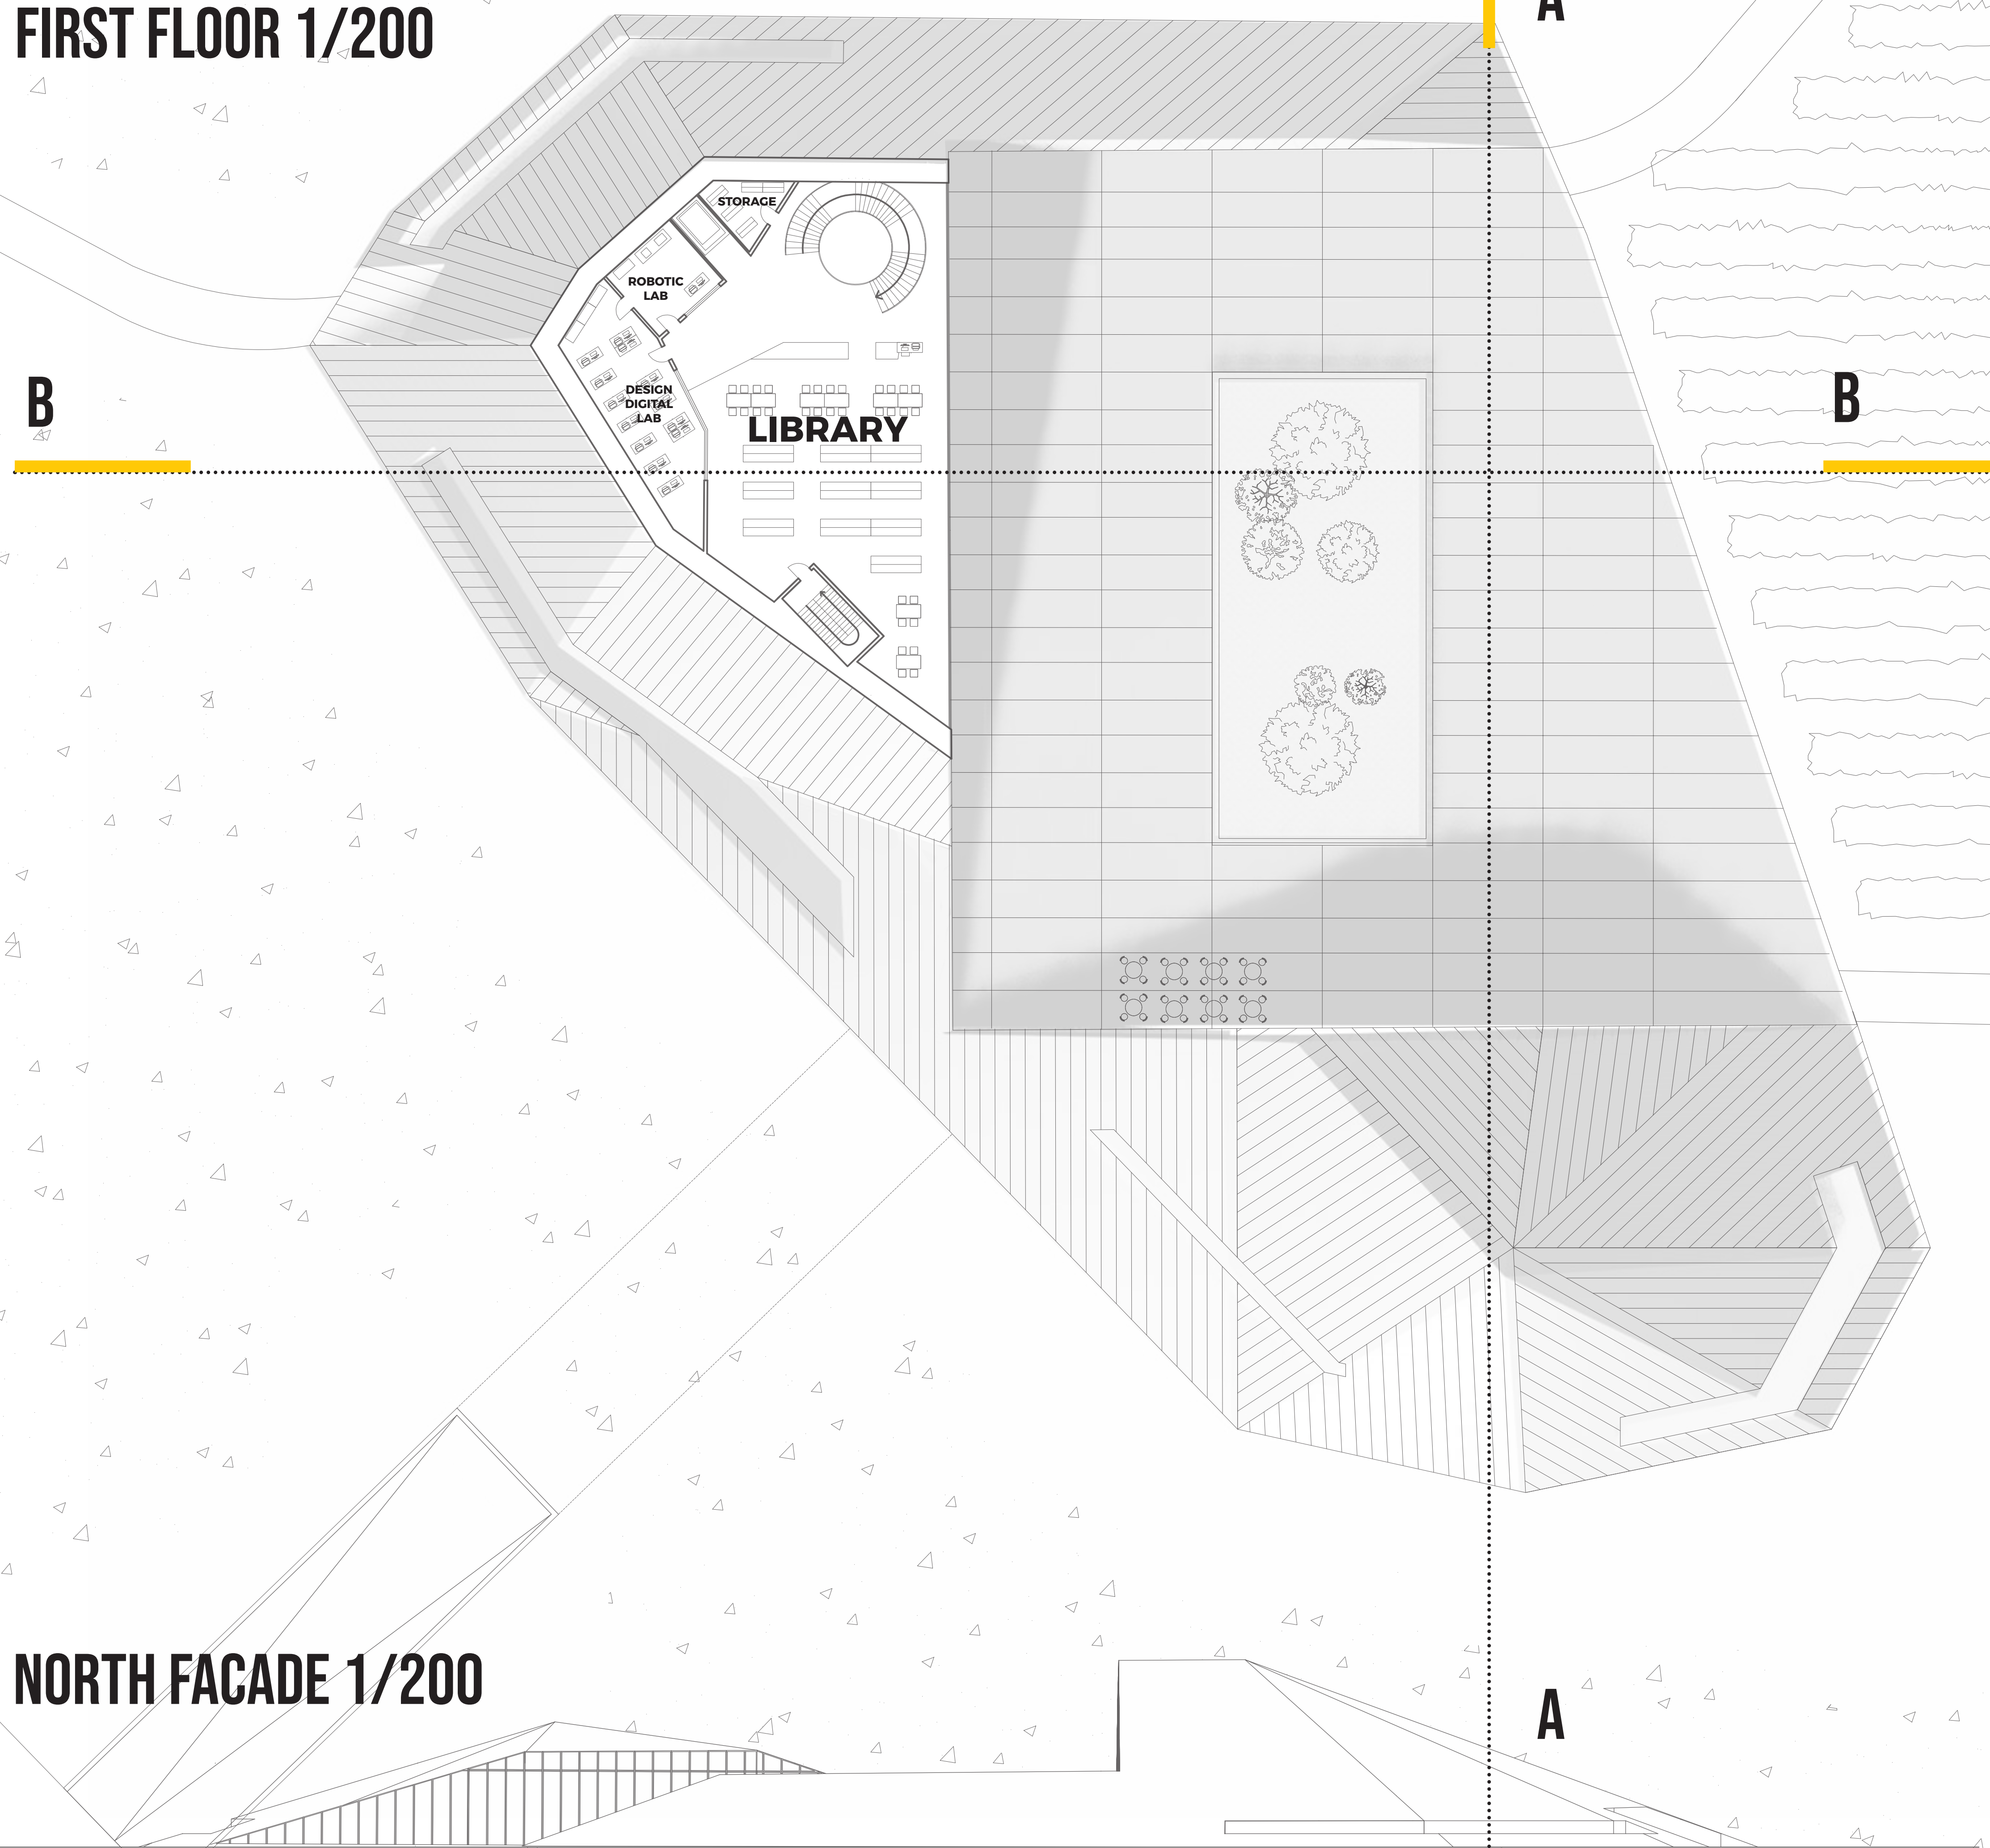 FIRST FLOOR 1/200
A
STORAGE
ROBOTIC
LAB
B
B
DESIGN
DIGITAL
LAB
LIBRARY
NORTH FACADE 1/200
A